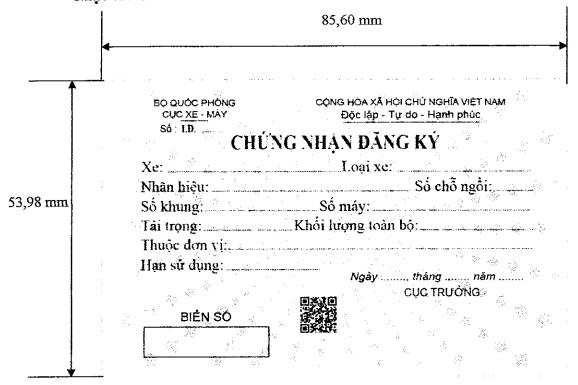 85,60 mm
BỘ QUỐC PHÒNG
CỤC XE - MÁY
Số : I.D. ........
CỘNG HÒA XÃ HỘI CHỦ NGHĨA VIỆT NAM
Độc lập - Tự do - Hạnh phúc
CHỨNG NHẬN ĐĂNG KÝ
Xe: ........ Loại xe: ........
Nhãn hiệu: ........ Số chỗ ngồi: ........
53,98 mm
Số khung: ........ Số máy: ........
Tải trọng: ........ Khối lượng toàn bộ: ........
Thuộc đơn vị: ........
Hạn sử dụng: ........
Ngày ........, tháng ........ năm ........
CỤC TRƯỞNG
BIỂN SỐ